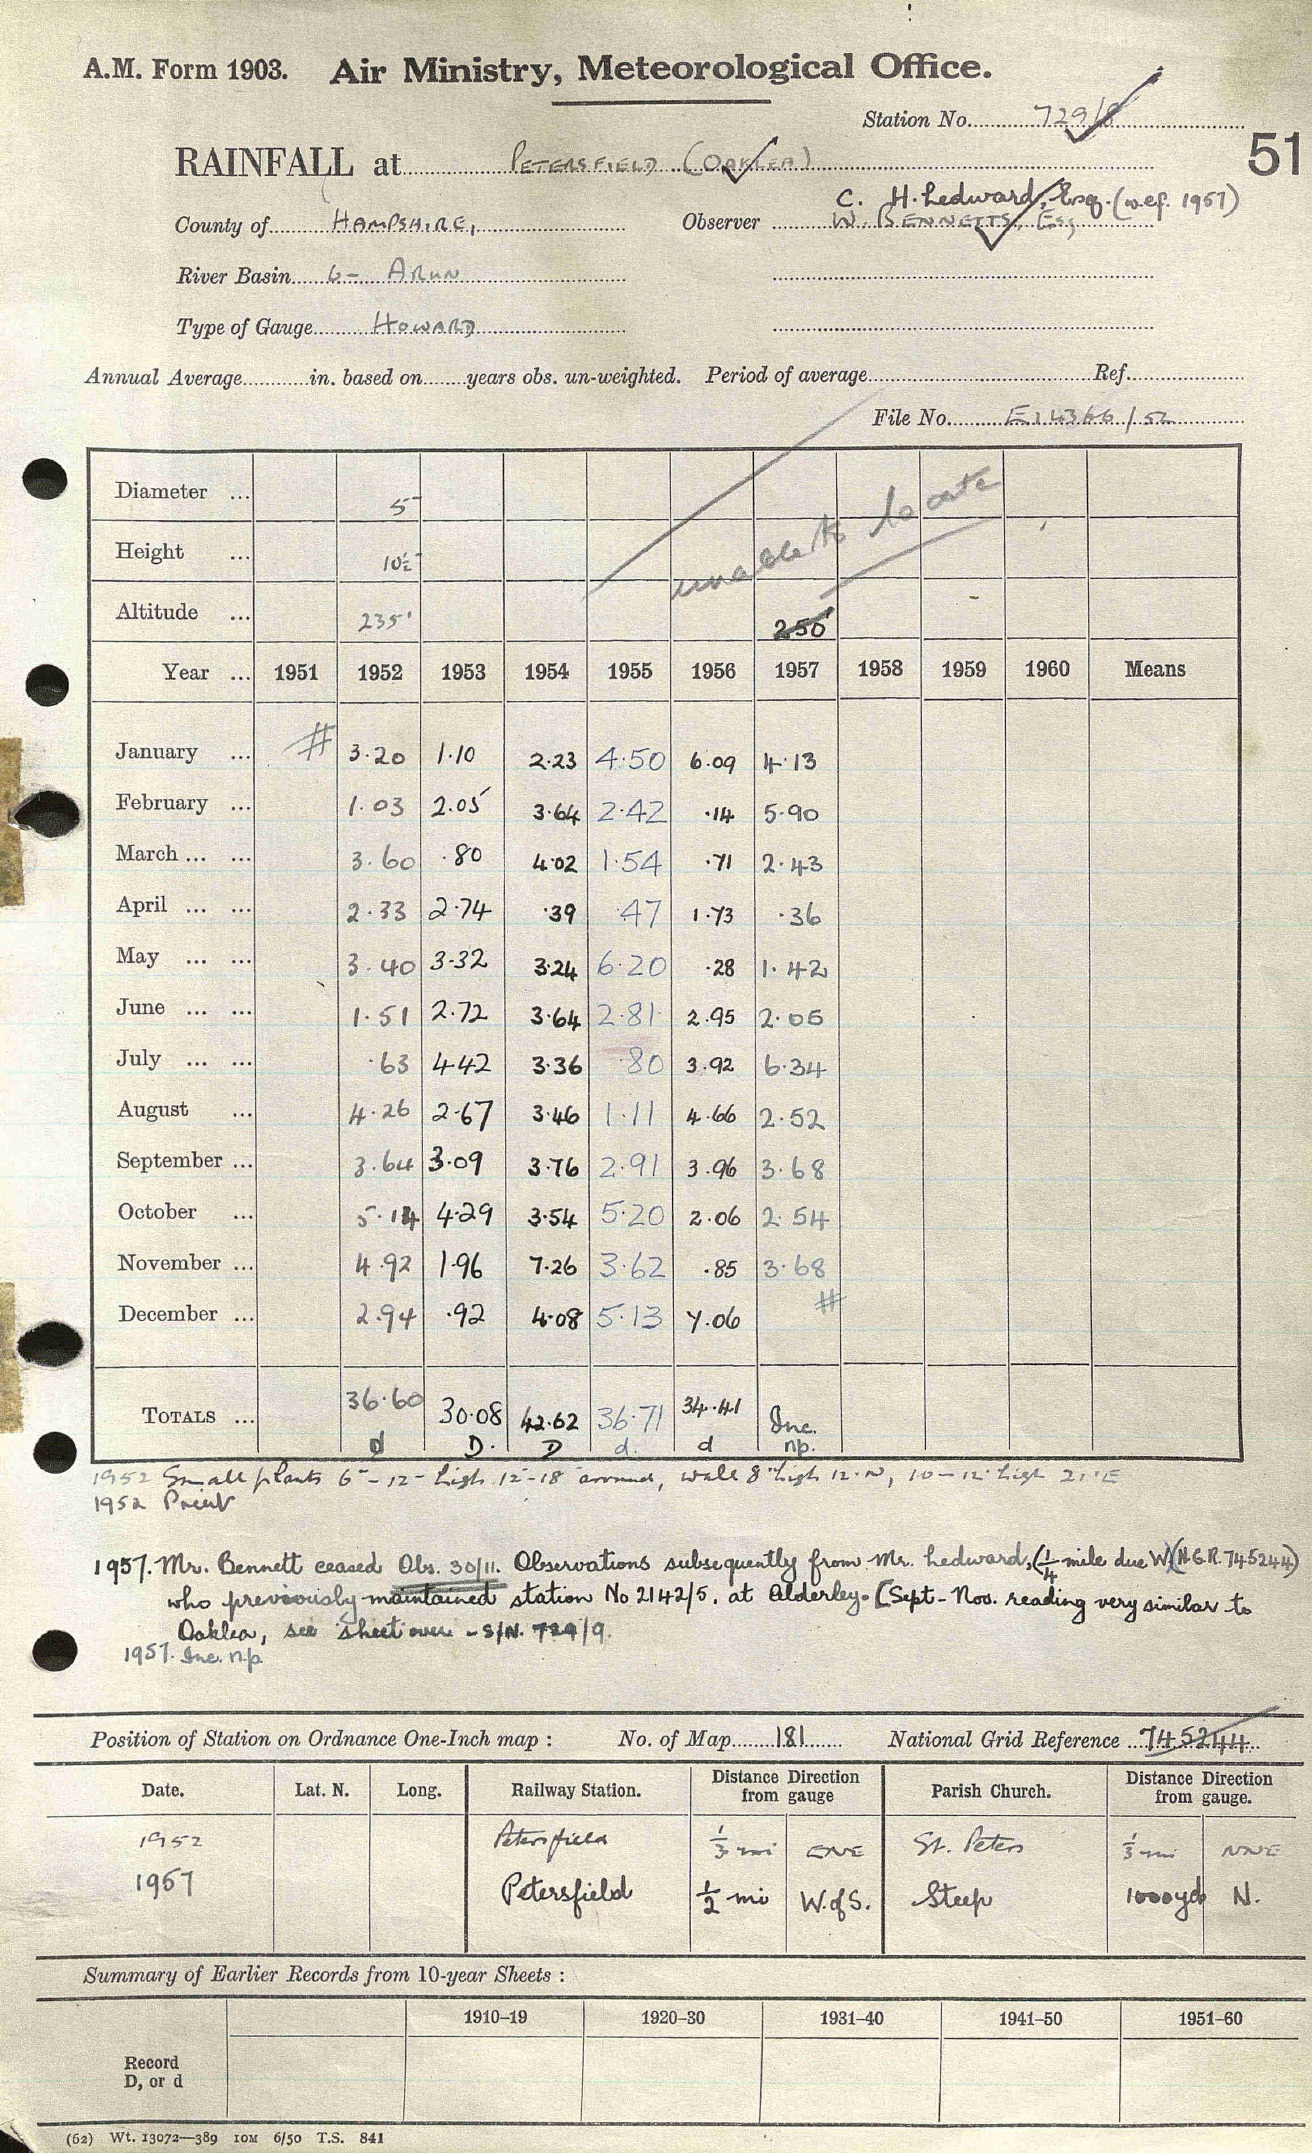 A.M. Form 1903. Air Ministry, Meteorological Office.
Station No. 729/8
51
RAINFALL at PETERSFIELD (OAKLEA)
C. H. Ledward, Esq. (w.e.f. 1957)
County of HAMPSHIRE, Observer W. BENNETTS, Esq
River Basin 6- ARUN
Type of Gauge HOWARD
Annual Average in. based on years obs. un-weighted. Period of average Ref.
File No. E14366/52
Diameter ... 5"
Height ... 10½"
unable to locate
Altitude ... 235' 250'
Year ... 1951 1952 1953 1954 1955 1956 1957 1958 1959 1960 Means
January ... # 3.20 1.10 2.23 4.50 6.09 4.13
February ... 1.03 2.05 3.64 2.42 .14 5.90
March ... ... 3.60 .80 4.02 1.54 .71 2.43
April ... ... 2.33 2.74 .39 .47 1.73 .36
May ... ... 3.40 3.32 3.24 6.20 .28 1.42
June ... ... 1.51 2.72 3.64 2.81 2.95 2.05
July ... ... .63 4.42 3.36 .80 3.92 6.34
August ... 4.26 2.67 3.46 1.11 4.66 2.52
September ... 3.64 3.09 3.76 2.91 3.96 3.68
October ... 5.14 4.29 3.54 5.20 2.06 2.54
November ... 4.92 1.96 7.26 3.62 .85 3.68
December ... 2.94 .92 4.08 5.13 7.06 #
TOTALS ... 36.60 30.08 42.62 36.71 34.41 Inc.
d D. D d. d n.p.
1952 Small plants 6"-12" high 12"-18" around, wall 8' high 12' N, 10-12' high 21' E
1952 Print
1957. Mr. Bennett ceased Obs. 30/11. Observations subsequently from Mr. Ledward, (¼ mile due W) (N.G.R. 745244)
who previously maintained station No 2142/5, at Alderley. (Sept-Nov. reading very similar to
Oaklea, see sheet over - S/N. 729/9.
1957. Inc. n.p.
Position of Station on Ordnance One-Inch map : No. of Map 181 National Grid Reference 745244
Date. Lat. N. Long. Railway Station. Distance Direction from gauge Parish Church. Distance Direction from gauge.
1952 Petersfield ⅓ mi ENE St. Peters ⅓ mi NNE
1957 Petersfield ½ mi W. of S. Steep 1000yd N.
Summary of Earlier Records from 10-year Sheets :
1910–19 1920–30 1931–40 1941–50 1951–60
Record
D, or d
(62) Wt. 13072—389 10M 6/50 T.S. 841